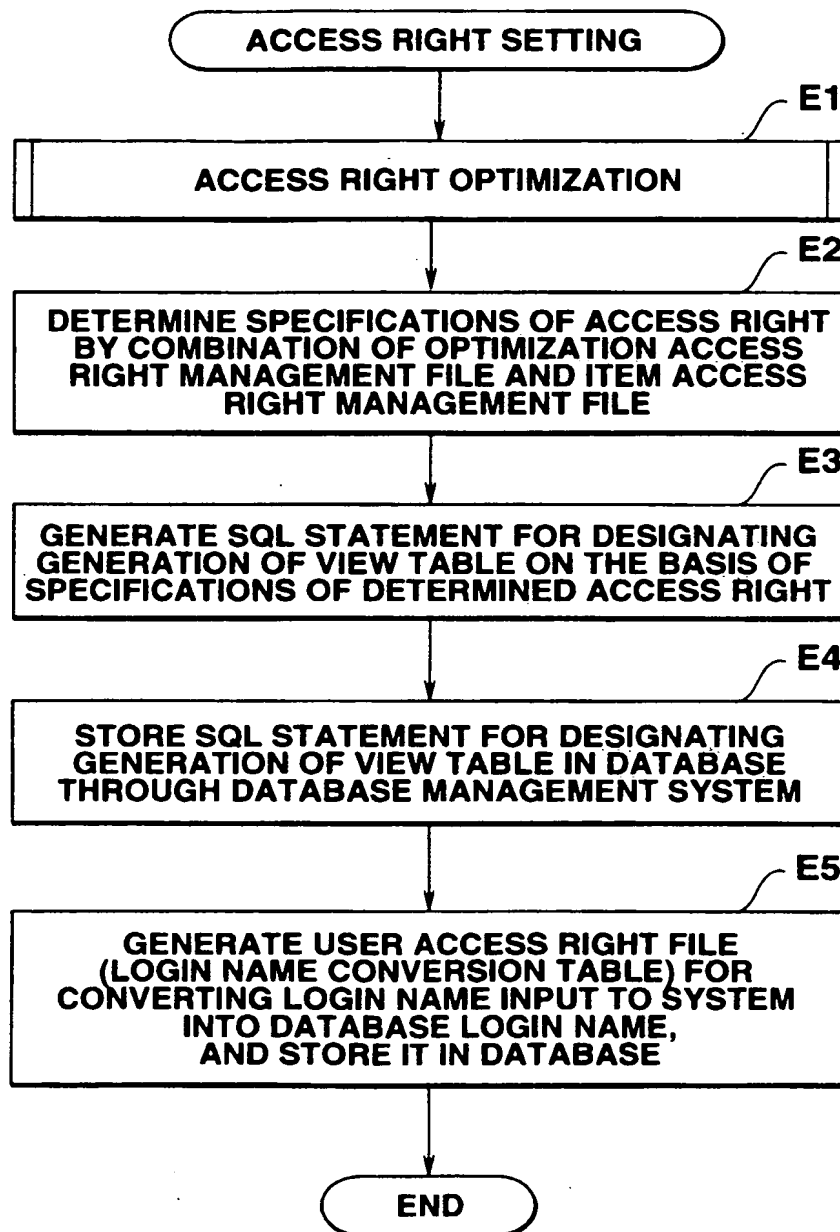 ACCESS RIGHT SETTING
E1
ACCESS RIGHT OPTIMIZATION
E2
DETERMINE SPECIFICATIONS OF ACCESS RIGHT
BY COMBINATION OF OPTIMIZATION ACCESS
RIGHT MANAGEMENT FILE AND ITEM ACCESS
RIGHT MANAGEMENT FILE
E3
GENERATE SQL STATEMENT FOR DESIGNATING
GENERATION OF VIEW TABLE ON THE BASIS OF
SPECIFICATIONS OF DETERMINED ACCESS RIGHT
E4
STORE SQL STATEMENT FOR DESIGNATING
GENERATION OF VIEW TABLE IN DATABASE
THROUGH DATABASE MANAGEMENT SYSTEM
E5
GENERATE USER ACCESS RIGHT FILE
(LOGIN NAME CONVERSION TABLE) FOR
CONVERTING LOGIN NAME INPUT TO SYSTEM
INTO DATABASE LOGIN NAME,
AND STORE IT IN DATABASE
END